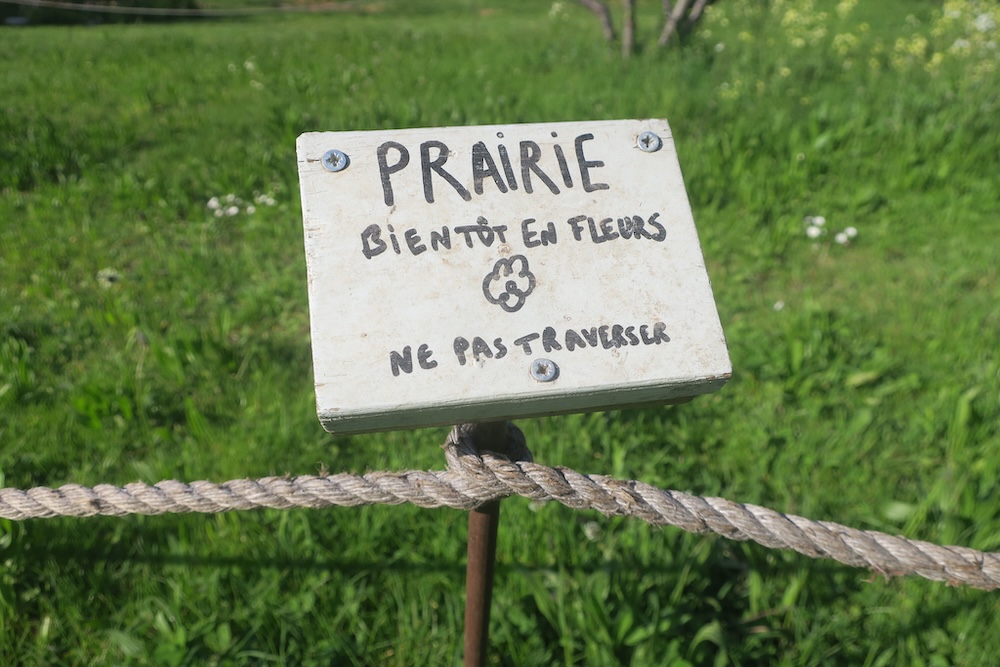 PRAIRIE
BIENTÔT EN FLEURS
NE PAS TRAVERSER